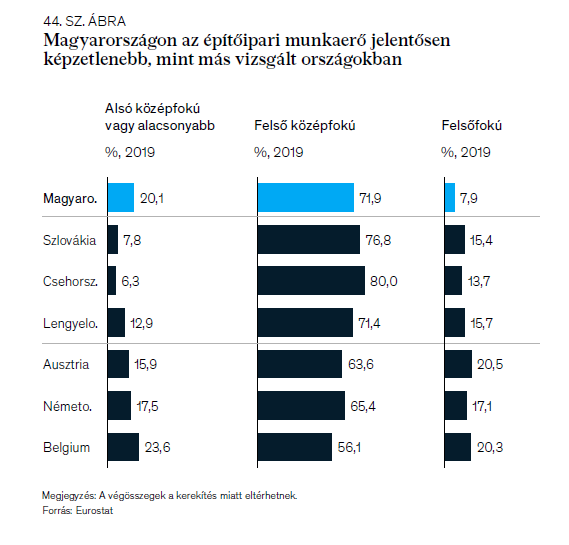 44. SZ. ÁBRA
Magyarországon az építőipari munkaerő jelentősen
képzetlenebb, mint más vizsgált országokban
Alsó középfokú
vagy alacsonyabb
Felső középfokú
Felsőfokú
%, 2019
%, 2019
%, 2019
Magyaro. 20,1 71,9 7,9
Szlovákia 7,8 76,8 15,4
Csehorsz. 6,3 80,0 13,7
Lengyelo. 12,9 71,4 15,7
Ausztria 15,9 63,6 20,5
Németo. 17,5 65,4 17,1
Belgium 23,6 56,1 20,3
Megjegyzés: A végösszegek a kerekítés miatt eltérhetnek.
Forrás: Eurostat